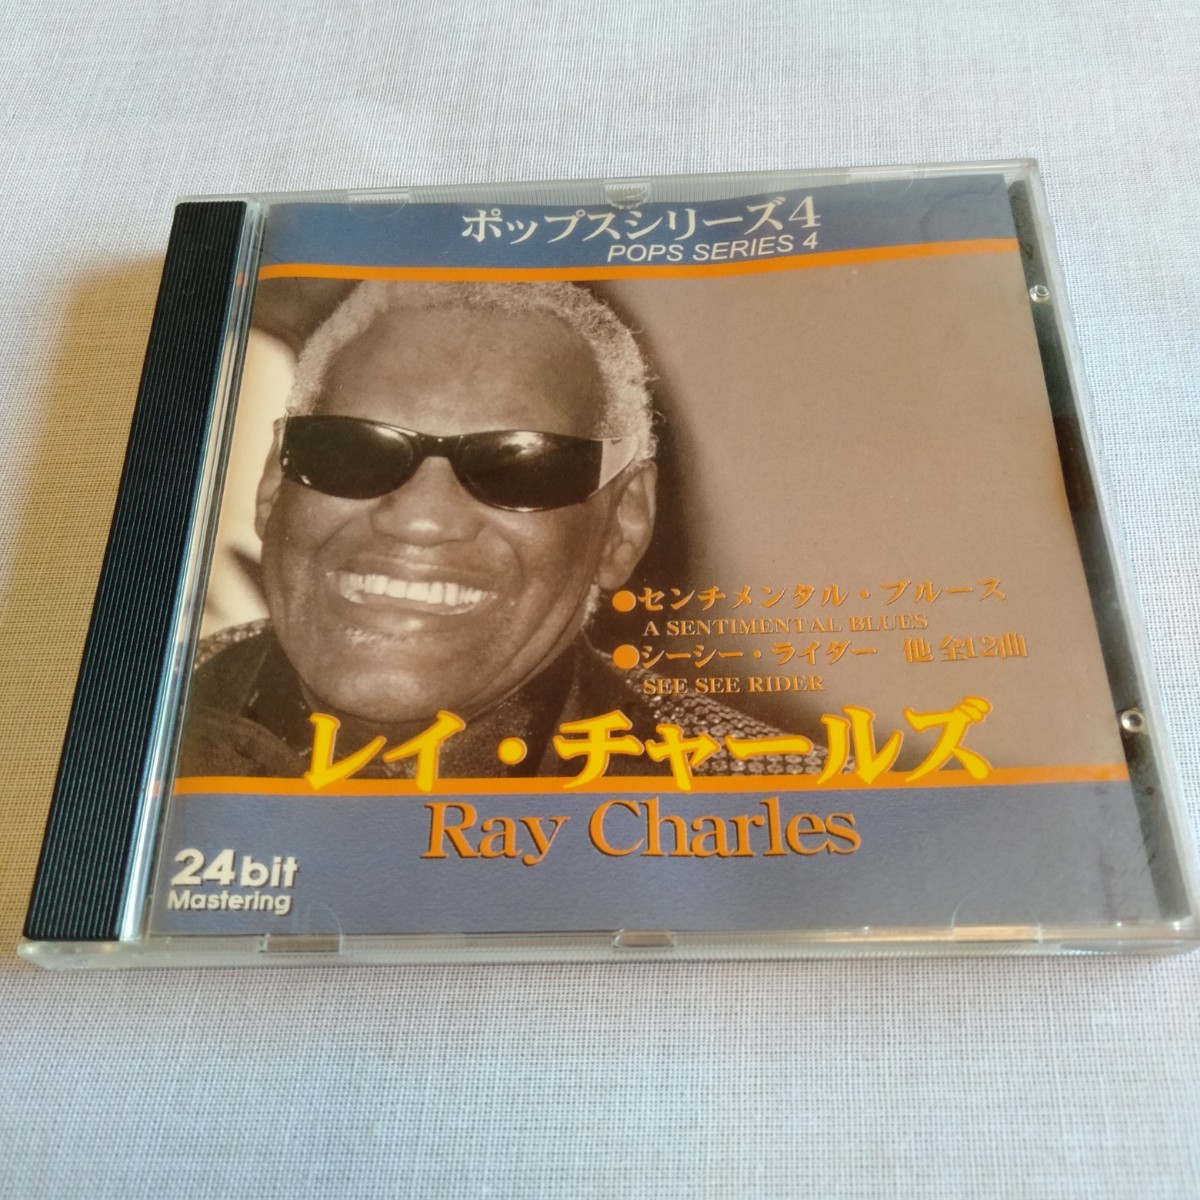 ポップスシリーズ4
POPS SERIES 4
●センチメンタル・ブルース
A SENTIMENTAL BLUES
●シーシー・ライダー 他 全12曲
SEE SEE RIDER
レイ・チャールズ
Ray Charles
24bit
Mastering